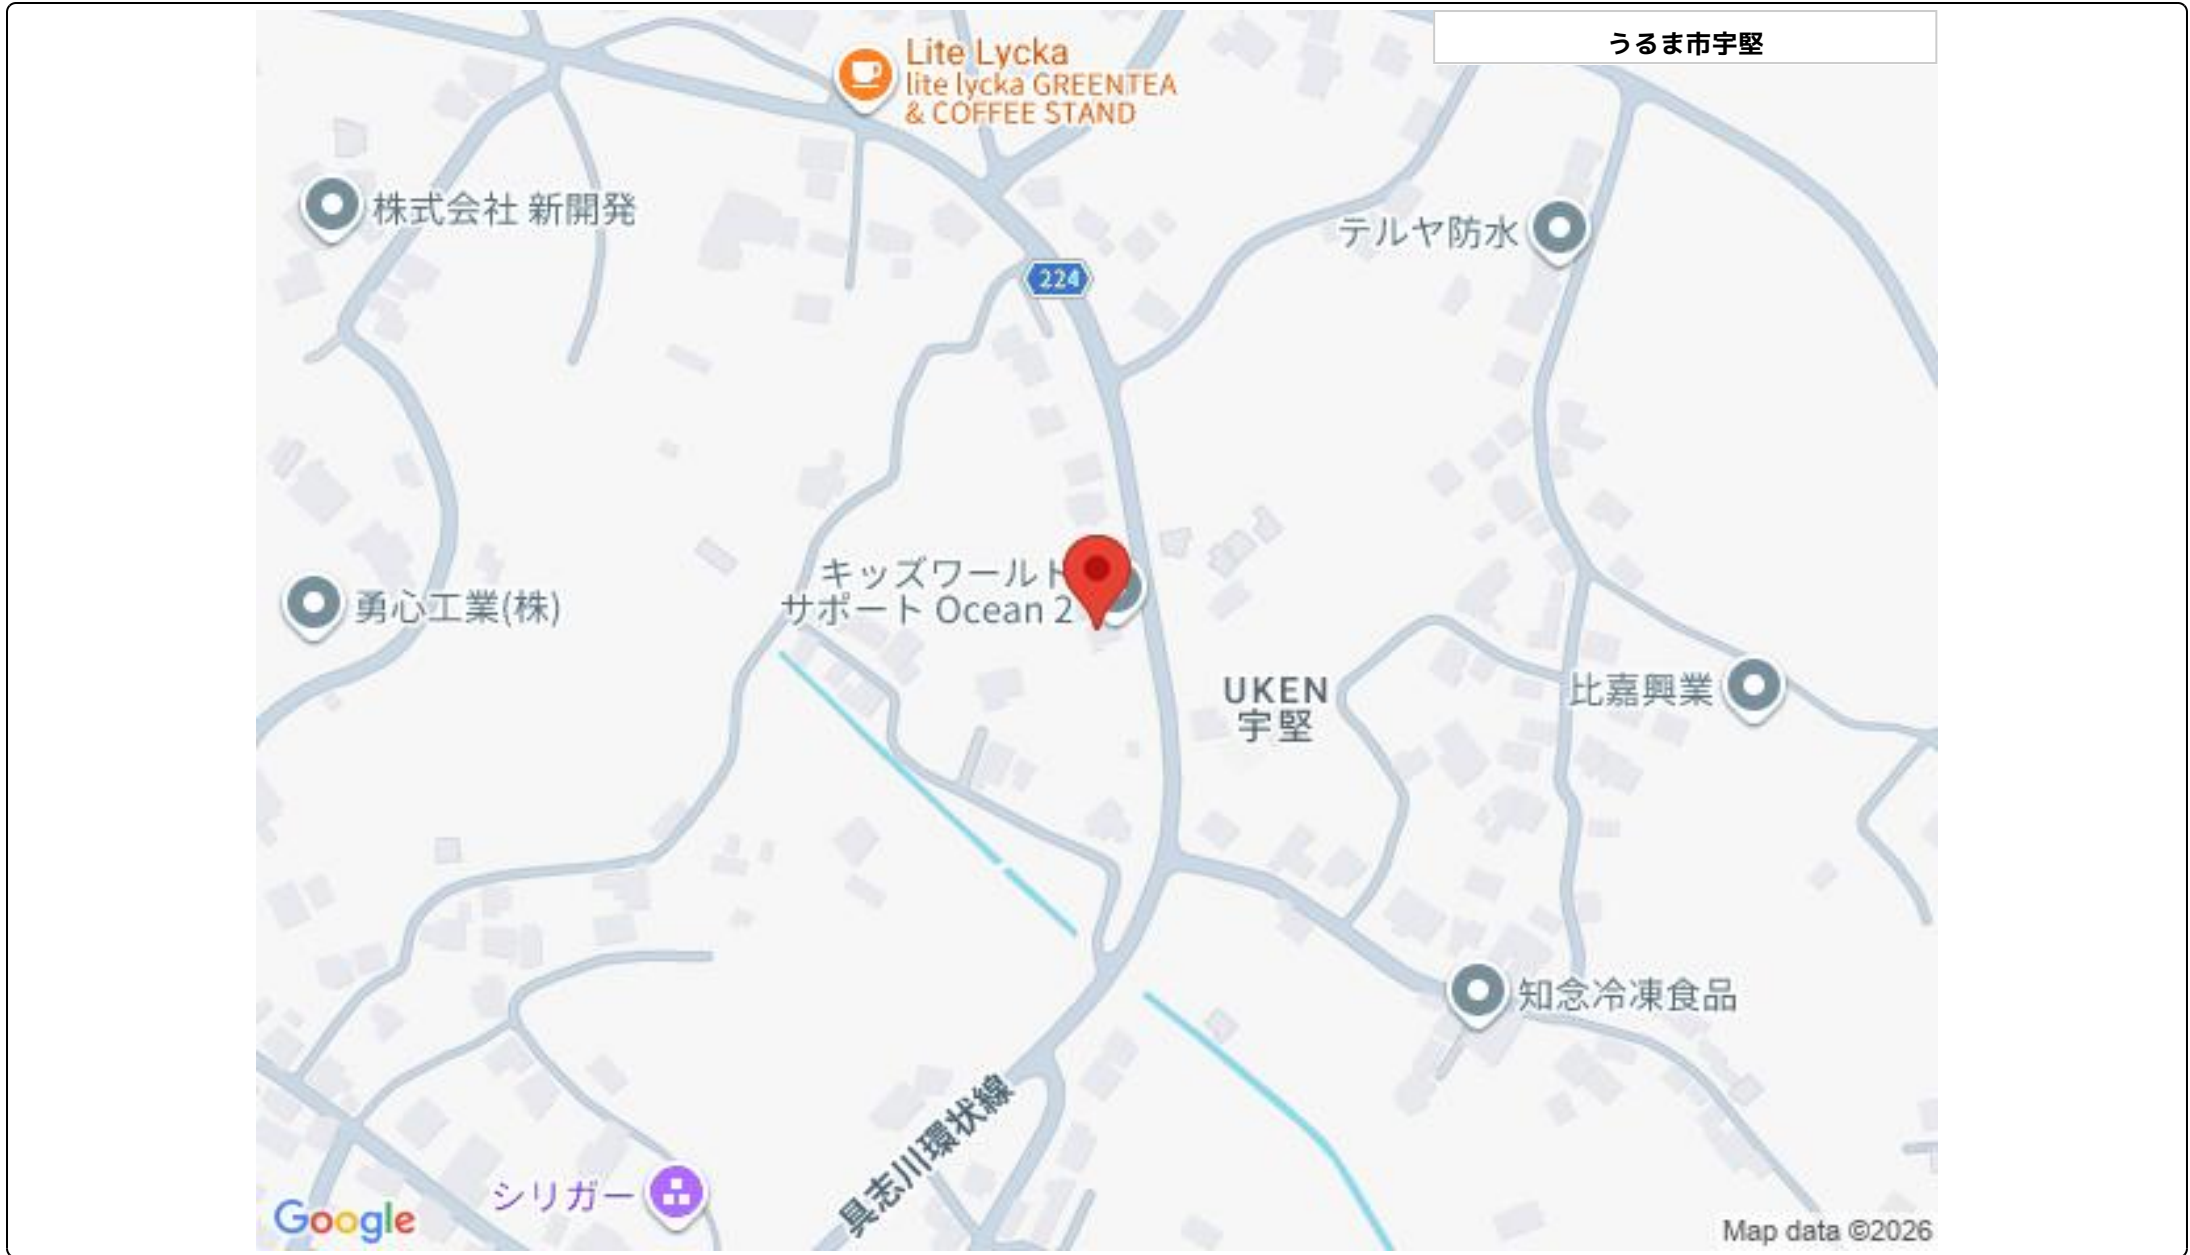 うるま市宇堅
Lite Lycka
lite lycka GREENTEA
& COFFEE STAND
株式会社 新開発
テルヤ防水
224
キッズワールド
サポート Ocean 2
勇心工業(株)
UKEN
宇堅
比嘉興業
知念冷凍食品
具志川環状線
シリガー
Google
Map data ©2026